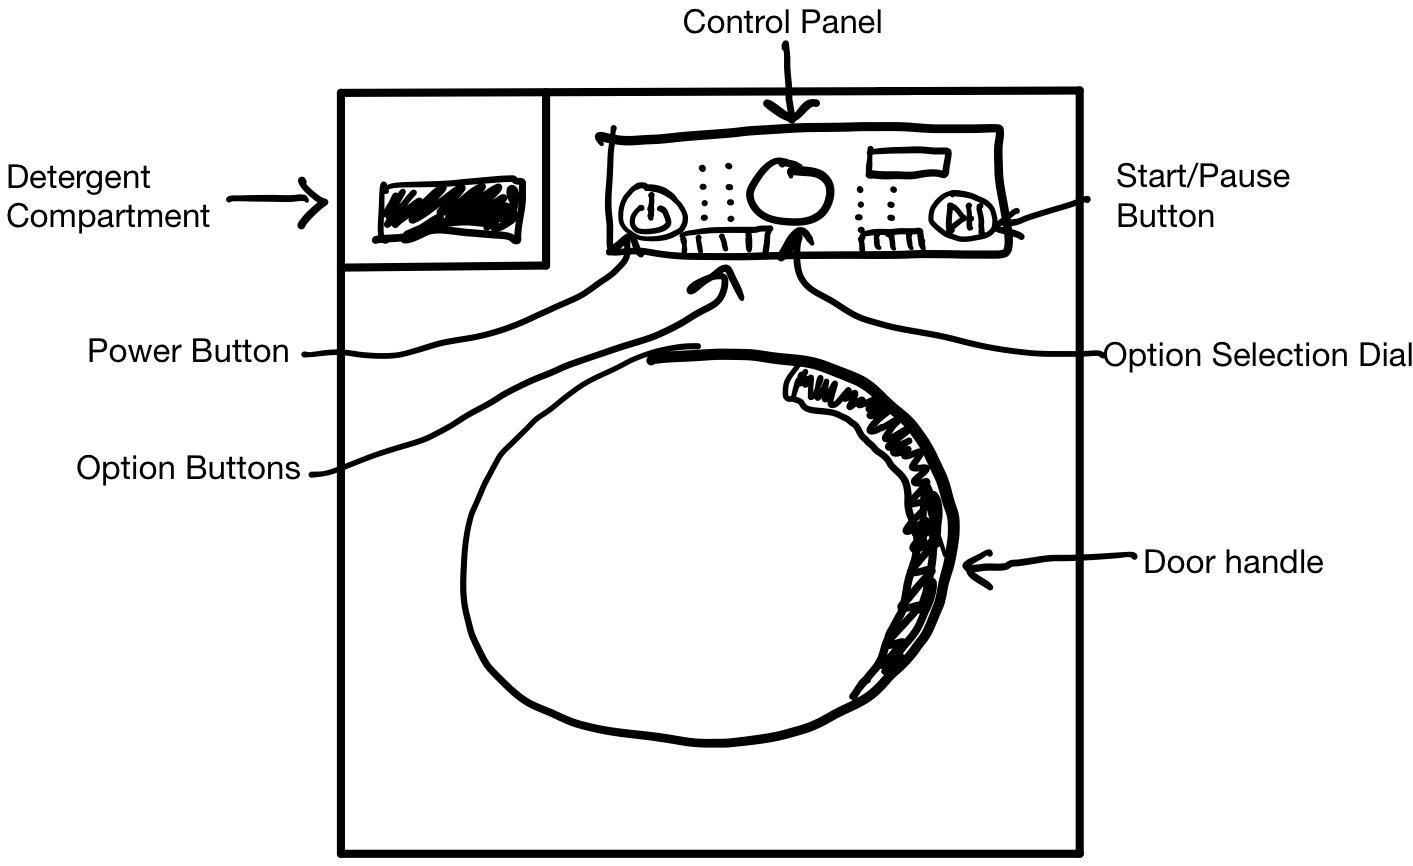 Control Panel
Detergent
Compartment
Start/Pause
Button
Power Button
Option Selection Dial
Option Buttons
Door handle